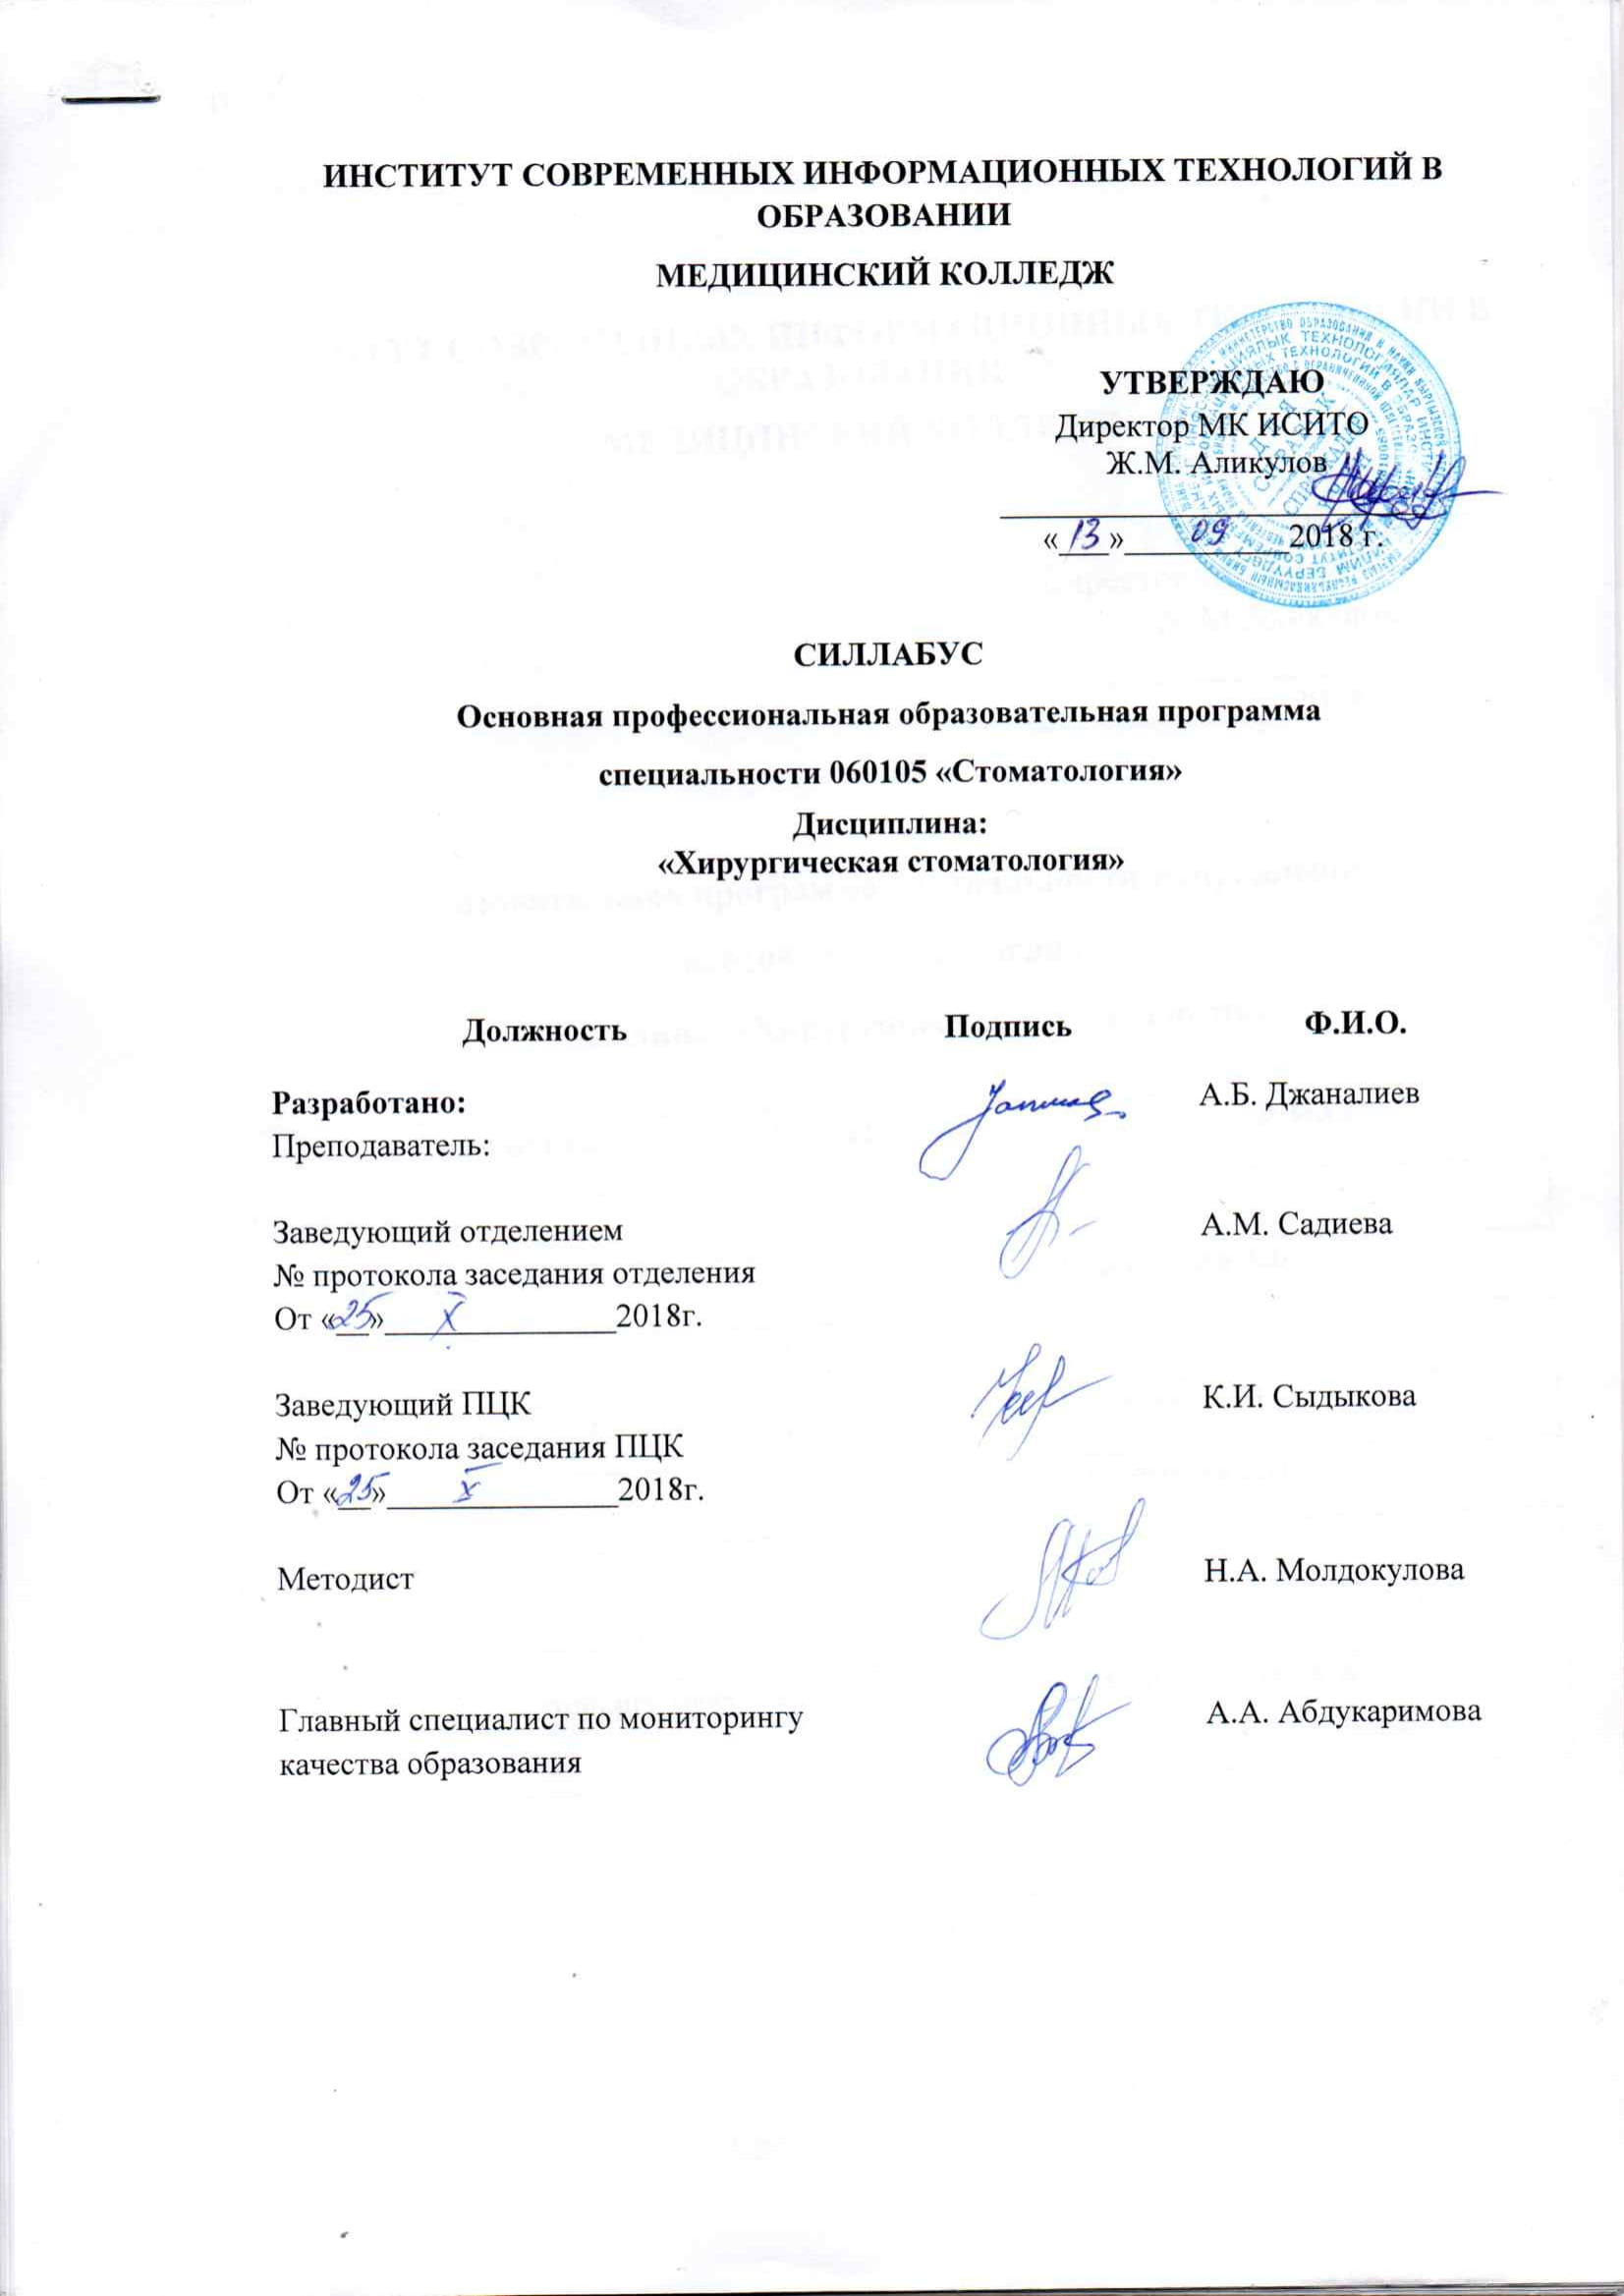 ИНСТИТУТ СОВРЕМЕННЫХ ИНФОРМАЦИОННЫХ ТЕХНОЛОГИЙ В
ОБРАЗОВАНИИ
МЕДИЦИНСКИЙ КОЛЛЕДЖ
УТВЕРЖДАЮ
Директор МК ИСИТО
Ж.М. Аликулов
«13» 09 2018 г.
СИЛЛАБУС
Основная профессиональная образовательная программа
специальности 060105 «Стоматология»
Дисциплина:
«Хирургическая стоматология»
Должность Подпись Ф.И.О.
Разработано: А.Б. Джаналиев
Преподаватель:
Заведующий отделением А.М. Садиева
№ протокола заседания отделения
От «25» X 2018г.
Заведующий ПЦК К.И. Сыдыкова
№ протокола заседания ПЦК
От «25» X 2018г.
Методист Н.А. Молдокулова
Главный специалист по мониторингу А.А. Абдукаримова
качества образования